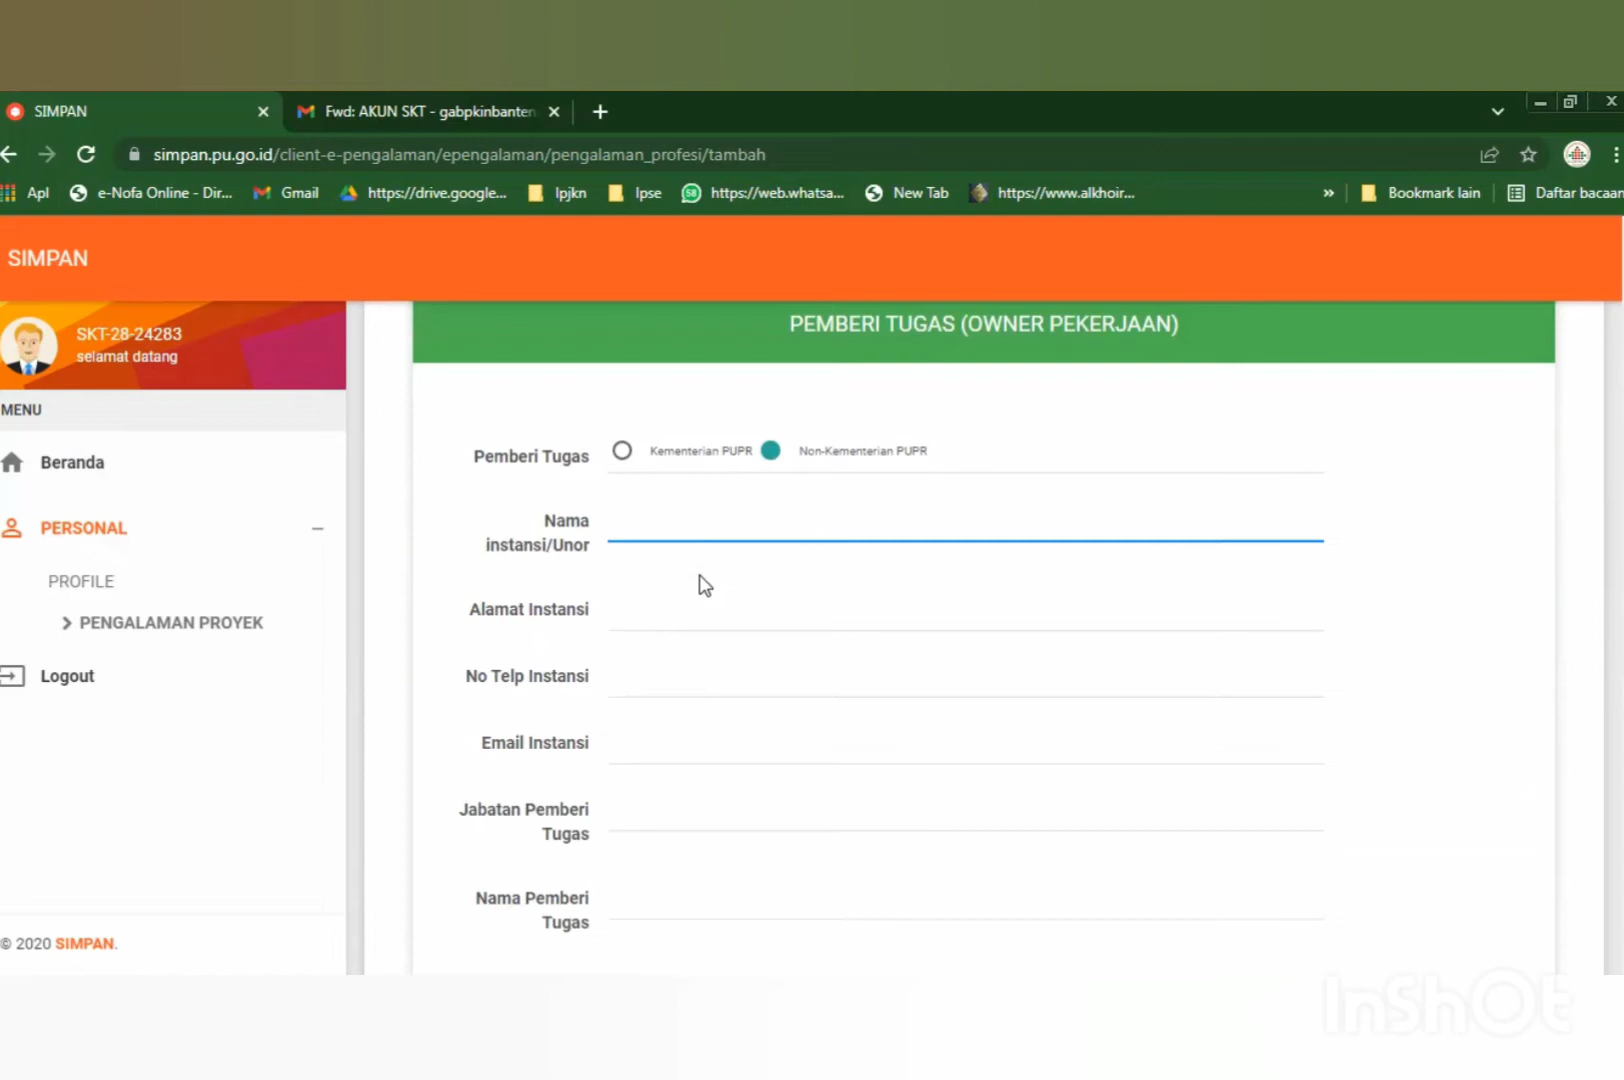 SIMPAN
Fwd: AKUN SKT - gabpkinbanten
simpan.pu.go.id/client-e-pengalaman/epengalaman/pengalaman_profesi/tambah
Apl
e-Nofa Online - Dir...
Gmail
https://drive.google...
lpjkn
lpse
58
https://web.whatsa...
New Tab
https://www.alkhoir...
»
Bookmark lain
Daftar bacaan
SIMPAN
SKT-28-24283
selamat datang
MENU
Beranda
PERSONAL
PROFILE
PENGALAMAN PROYEK
Logout
© 2020 SIMPAN.
PEMBERI TUGAS (OWNER PEKERJAAN)
Pemberi Tugas
Kementerian PUPR
Non-Kementerian PUPR
Nama
instansi/Unor
Alamat Instansi
No Telp Instansi
Email Instansi
Jabatan Pemberi
Tugas
Nama Pemberi
Tugas
InShOt